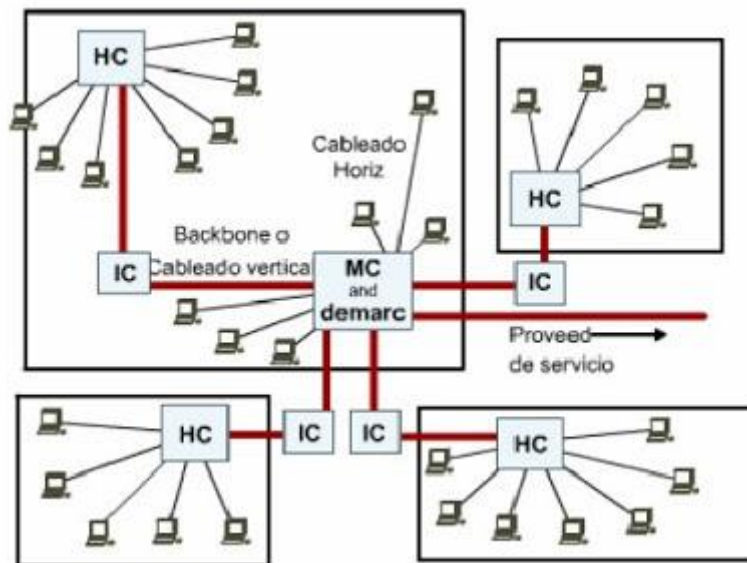 HC
Cableado
Horiz
HC
Backbone o
IC
Cableado vertical
MC
and
demarc
IC
Proveed
de servicio
HC
IC
IC
HC